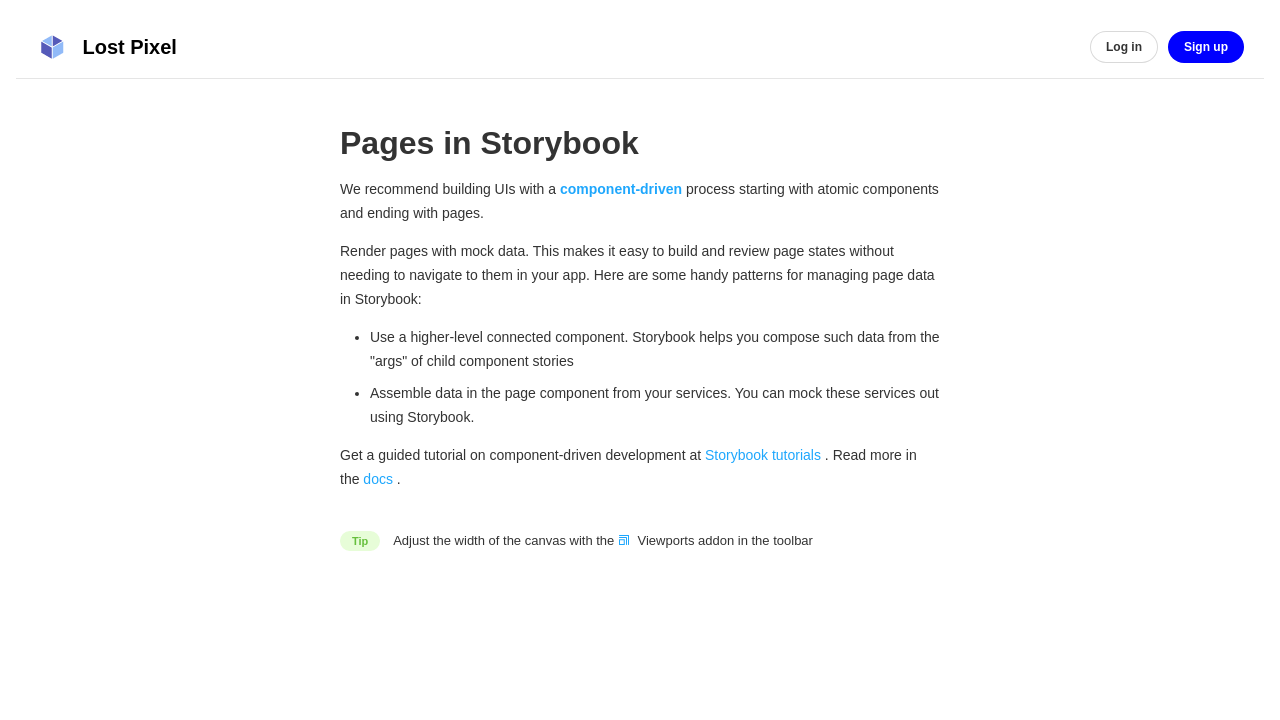 Lost Pixel
Log in
Sign up
Pages in Storybook
We recommend building UIs with a component-driven process starting with atomic components
and ending with pages.
Render pages with mock data. This makes it easy to build and review page states without
needing to navigate to them in your app. Here are some handy patterns for managing page data
in Storybook:
• Use a higher-level connected component. Storybook helps you compose such data from the
"args" of child component stories
• Assemble data in the page component from your services. You can mock these services out
using Storybook.
Get a guided tutorial on component-driven development at Storybook tutorials . Read more in
the docs .
Tip Adjust the width of the canvas with the Viewports addon in the toolbar